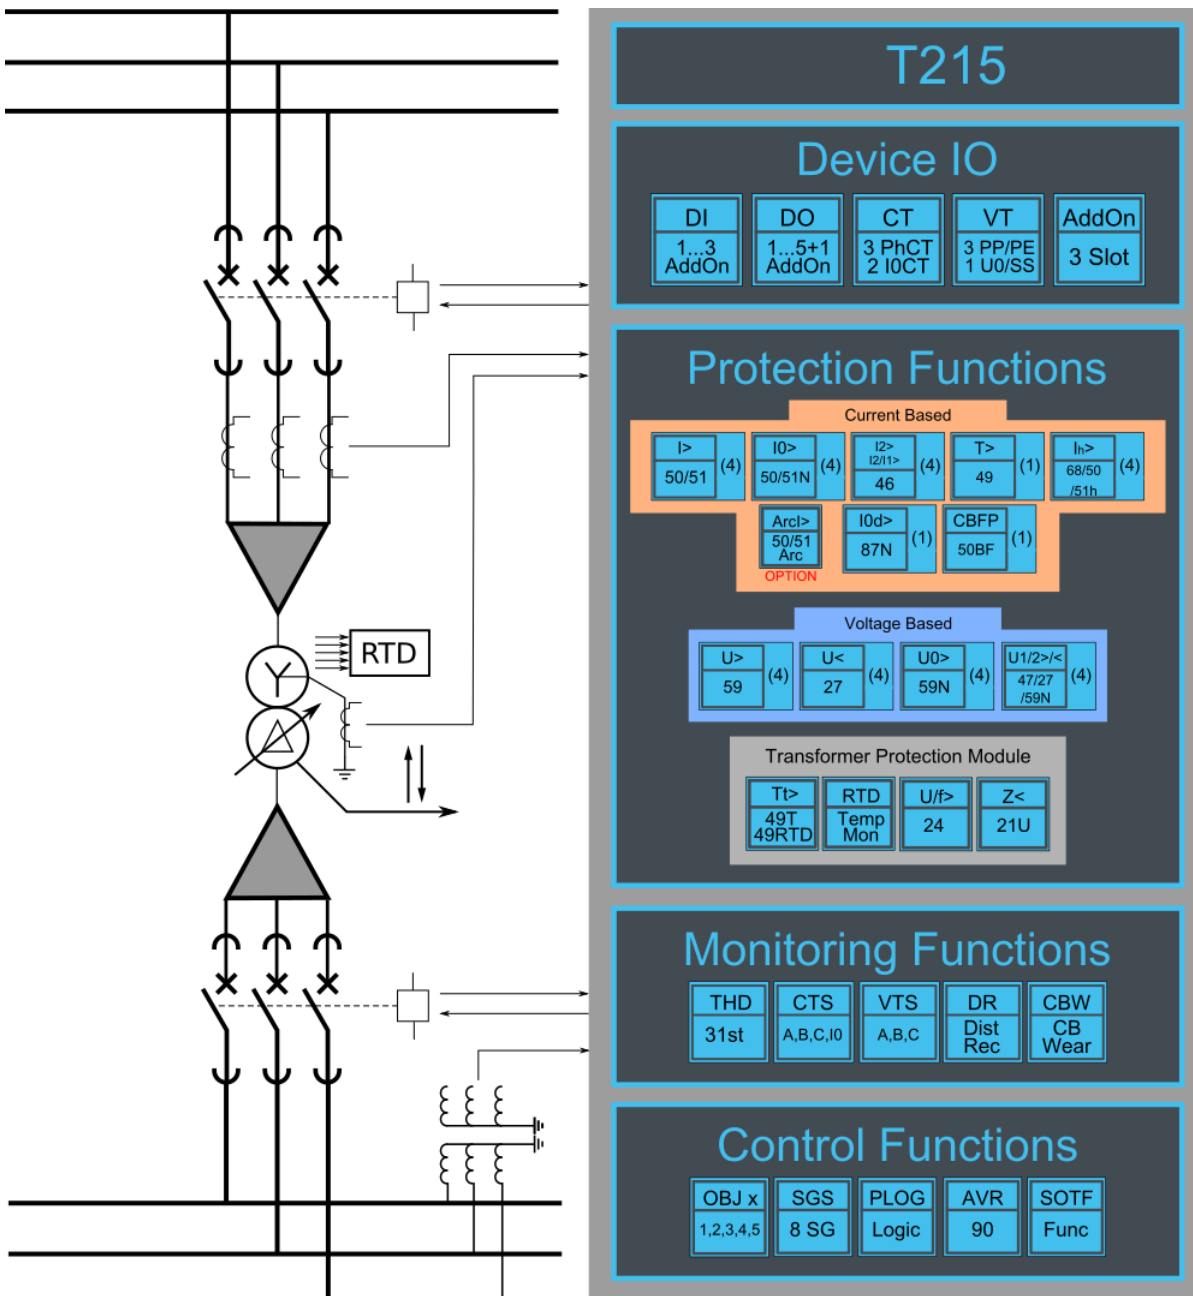 T215
Device IO
DI DO CT VT AddOn
1...3 1...5+1 3 PhCT 3 PP/PE 3 Slot
AddOn AddOn 2 I0CT 1 U0/SS
Protection Functions
Current Based
I> I0> I2> T> Ih>
I2/I1>
50/51 (4) 50/51N (4) 46 (4) 49 (1) 68/50 (4)
/51h
ArcI> I0d> CBFP
50/51 87N (1) 50BF (1)
Arc
OPTION
Voltage Based
U> U< U0> U1/2>/<
59 (4) 27 (4) 59N (4) 47/27 (4)
/59N
RTD
Transformer Protection Module
Tt> RTD U/f> Z<
49T Temp 24 21U
49RTD Mon
Monitoring Functions
THD CTS VTS DR CBW
31st A,B,C,I0 A,B,C Dist CB
Rec Wear
Control Functions
OBJ x SGS PLOG AVR SOTF
1,2,3,4,5 8 SG Logic 90 Func